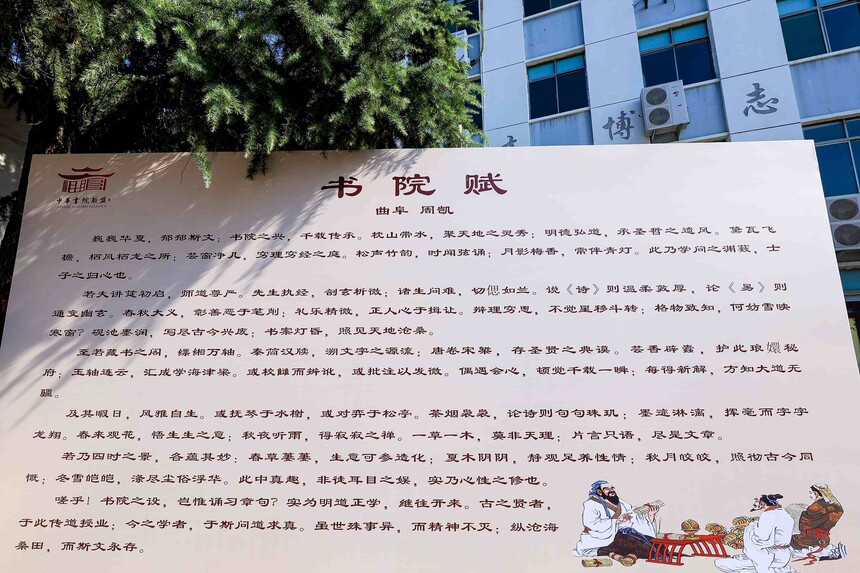 博
志
中华书院联盟
书院赋
曲阜 周凯
巍巍华夏，郁郁斯文；书院之兴，千载传承。枕山带水，聚天地之灵秀；明德弘道，承圣哲之遗风。黛瓦飞
檐，栖凤栖龙之所；芸窗净几，穷理穷经之庭。松声竹韵，时闻弦诵；月影梅香，常伴青灯。此乃学问之渊薮，士
子之归心也。
若夫讲筵初启，师道尊严。先生执经，剖玄析微；诸生问难，切偲如兰。说《诗》则温柔敦厚，论《易》则
通变幽玄。春秋大义，彰善恶于笔削；礼乐精微，正人心于揖让。辩理穷思，不觉星移斗转；格物致知，何妨雪映
寒窗？砚池墨润，写尽古今兴废；书案灯昏，照见天地沧桑。
至若藏书之阁，缥缃万轴。秦简汉牍，溯文字之源流；唐卷宋椠，存圣贤之典谟。芸香辟蠹，护此琅嬛秘
府；玉轴连云，汇成学海津梁。或校雠而辨讹，或批注以发微。偶遇会心，顿觉千载一瞬；每得新解，方知大道无
疆。
及其暇日，风雅自生。或抚琴于水榭，或对弈于松亭。茶烟袅袅，论诗则句句珠玑；墨迹淋漓，挥毫而字字
龙翔。春来观花，悟生生之意；秋夜听雨，得寂寂之禅。一草一木，莫非天理；片言只语，尽是文章。
若乃四时之景，各蕴其妙：春草萋萋，生意可参造化；夏木阴阴，静观足养性情；秋月皎皎，照彻古今同
慨；冬雪皑皑，涤尽尘俗浮华。此中真趣，非徒耳目之娱，实乃心性之修也。
嗟乎！书院之设，岂惟诵习章句？实为明道正学，继往开来。古之贤者，
于此传道授业；今之学者，于斯问道求真。虽世殊事异，而精神不灭；纵沧海
桑田，而斯文永存。